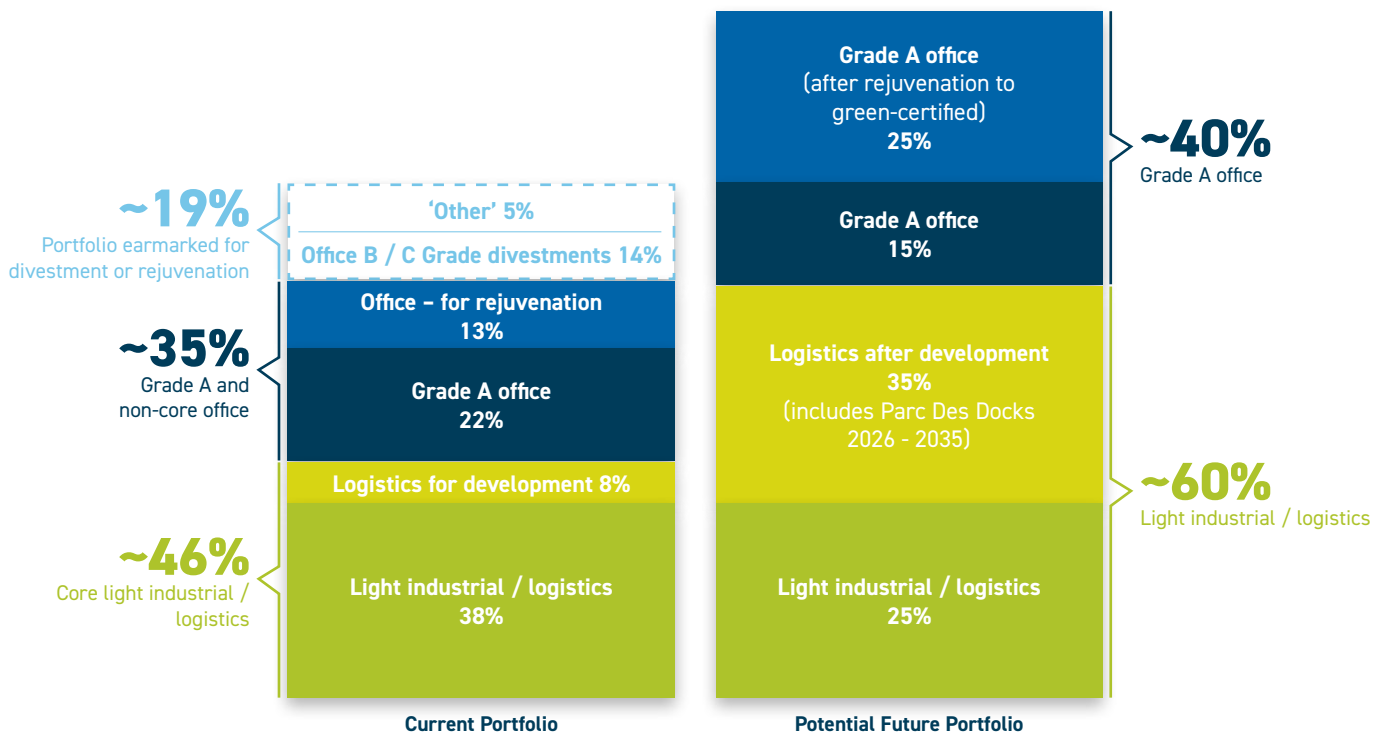 ~19%
Portfolio earmarked for
divestment or rejuvenation
~35%
Grade A and
non-core office
~46%
Core light industrial /
logistics
‘Other’ 5%
Office B / C Grade divestments 14%
Office – for rejuvenation
13%
Grade A office
22%
Logistics for development 8%
Light industrial / logistics
38%
Current Portfolio
Grade A office
(after rejuvenation to
green-certified)
25%
Grade A office
15%
Logistics after development
35%
(includes Parc Des Docks
2026 - 2035)
Light industrial / logistics
25%
Potential Future Portfolio
~40%
Grade A office
~60%
Light industrial / logistics